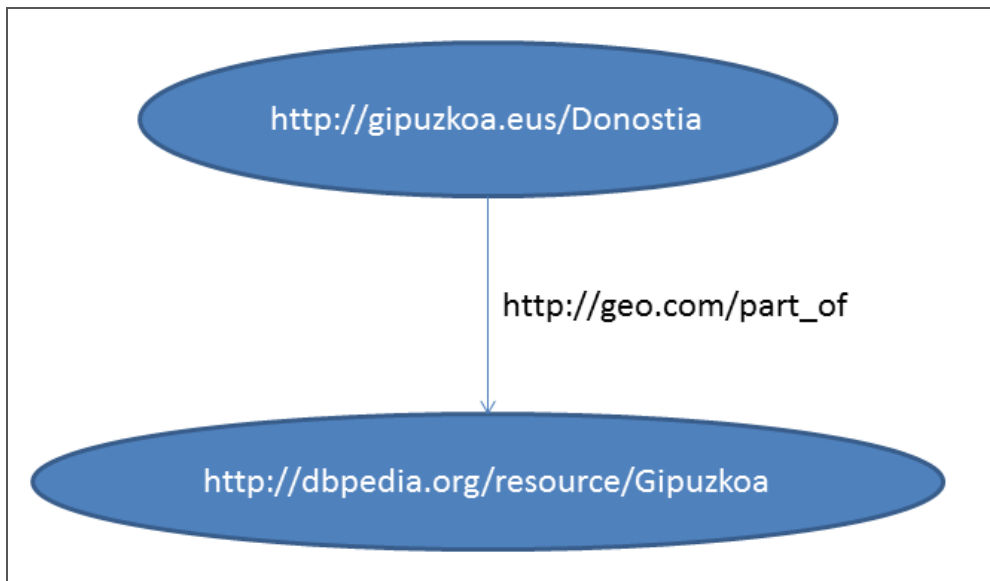 http://gipuzkoa.eus/Donostia
http://geo.com/part_of
http://dbpedia.org/resource/Gipuzkoa